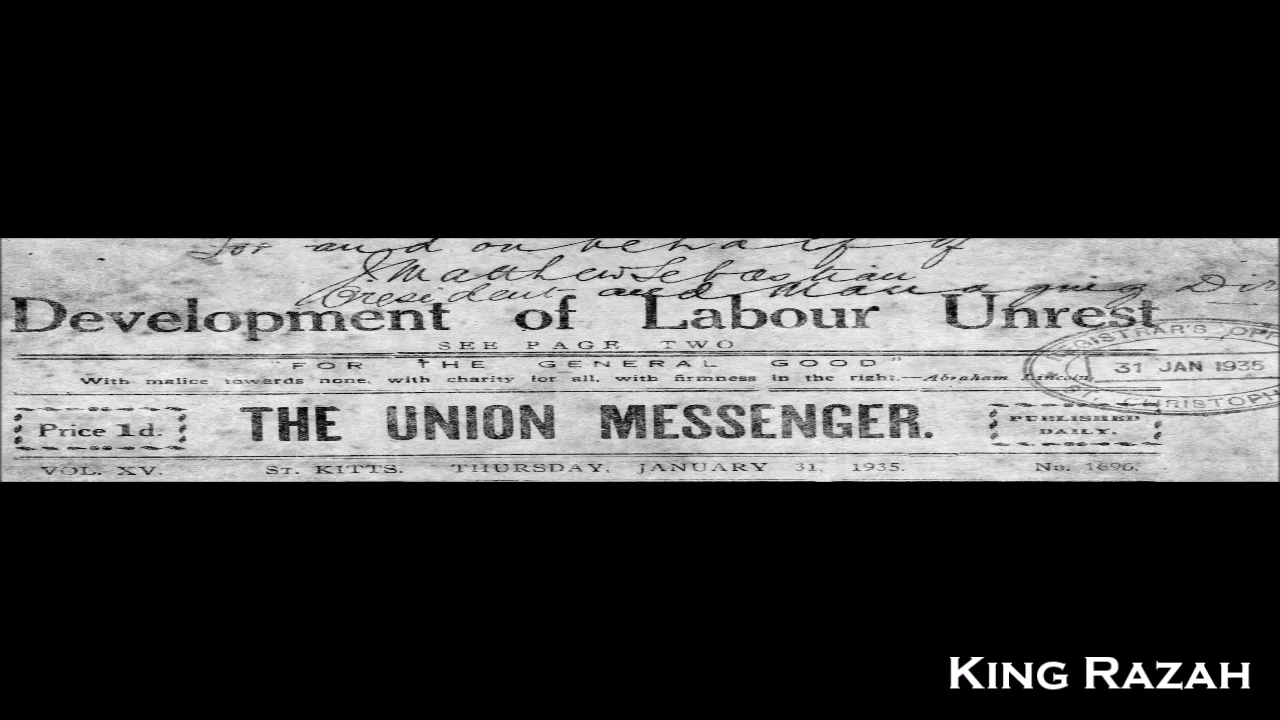 For and on behalf of
J Matthew Sebastian
President and Managing Dir
Development of Labour Unrest
SEE PAGE TWO
"FOR THE GENERAL GOOD"
With malice towards none, with charity for all, with firmness in the right.—Abraham Lincoln.
REGISTRAR'S OFF
31 JAN 1935
ST. CHRISTOPH
Price 1d.
THE UNION MESSENGER.
PUBLISHED
DAILY.
VOL. XV. ST. KITTS. THURSDAY, JANUARY 31, 1935. No. 1696.
KING RAZAH